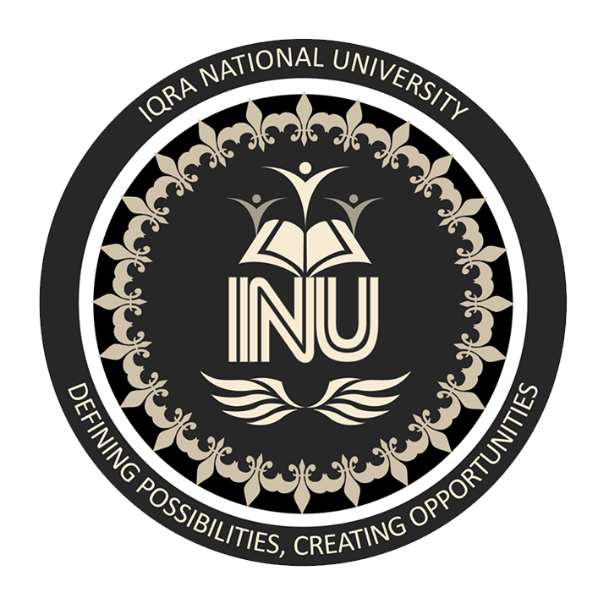 IQRA NATIONAL UNIVERSITY
INU
DEFINING POSSIBILITIES, CREATING OPPORTUNITIES